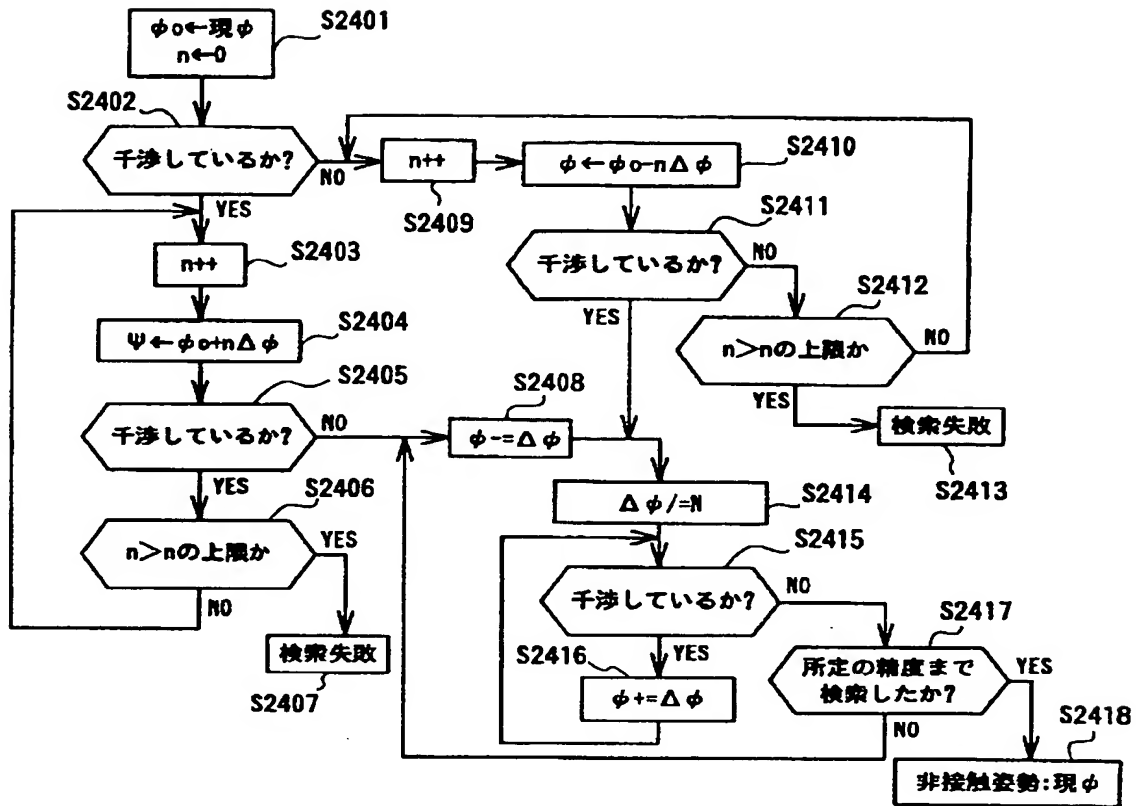 φo←現φ
n←0
S2401
S2402
干渉しているか?
NO
YES
n++
S2403
Ψ←φo+nΔφ
S2404
S2405
干渉しているか?
NO
YES
S2406
n>nの上限か
YES
NO
検索失敗
S2407
n++
S2409
φ←φo-nΔφ
S2410
S2411
干渉しているか?
NO
YES
S2412
n>nの上限か
NO
YES
検索失敗
S2413
S2408
φ-=Δφ
Δφ/=N
S2414
S2415
干渉しているか?
NO
YES
S2416
φ+=Δφ
S2417
所定の精度まで
検索したか?
YES
NO
S2418
非接触姿勢:現φ